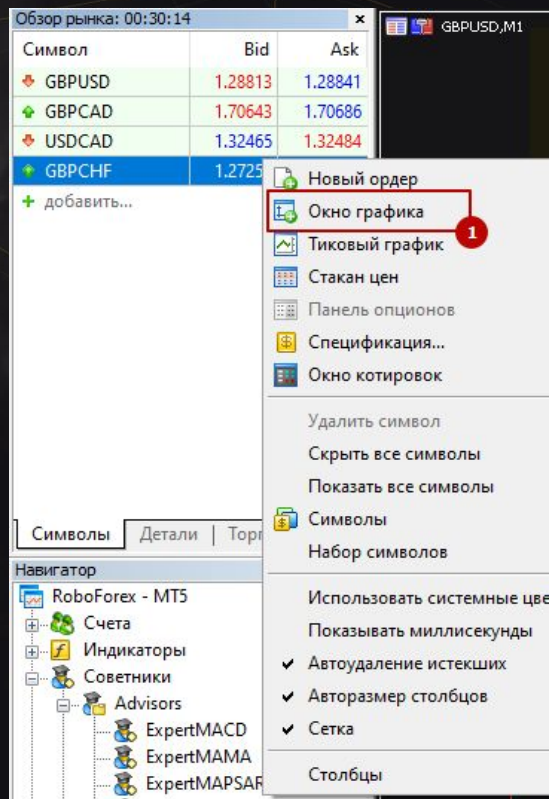 Обзор рынка: 00:30:14
GBPUSD,M1
Символ Bid Ask
GBPUSD 1.28813 1.28841
GBPCAD 1.70643 1.70686
USDCAD 1.32465 1.32484
GBPCHF 1.2725
добавить...
Новый ордер
Окно графика
1
Тиковый график
Стакан цен
Панель опционов
Спецификация...
Окно котировок
Удалить символ
Скрыть все символы
Показать все символы
Символы
Набор символов
Использовать системные цве
Показывать миллисекунды
Автоудаление истекших
Авторазмер столбцов
Сетка
Столбцы
Символы Детали Торг
Навигатор
RoboForex - MT5
Счета
Индикаторы
Советники
Advisors
ExpertMACD
ExpertMAMA
ExpertMAPSAR